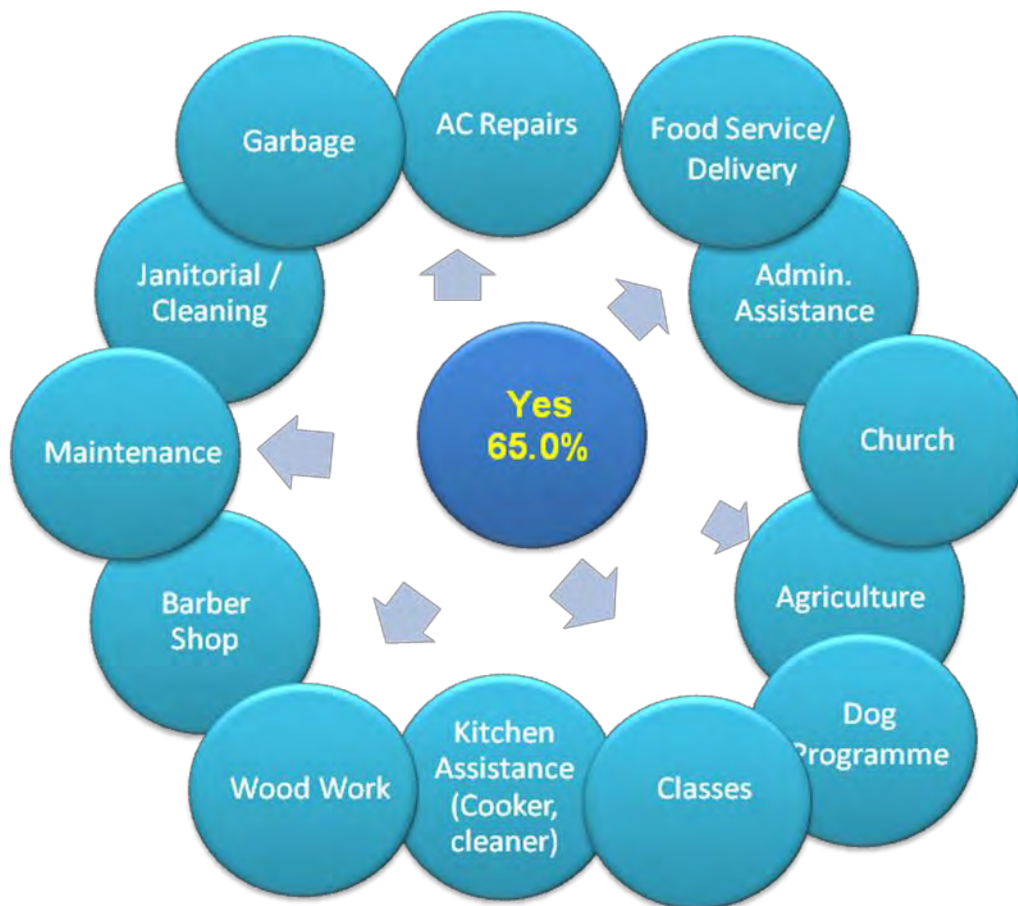 AC Repairs
Food Service/
Delivery
Admin.
Assistance
Church
Agriculture
Dog
Programme
Classes
Kitchen
Assistance
(Cooker,
cleaner)
Wood Work
Barber
Shop
Maintenance
Janitorial /
Cleaning
Garbage
Yes
65.0%